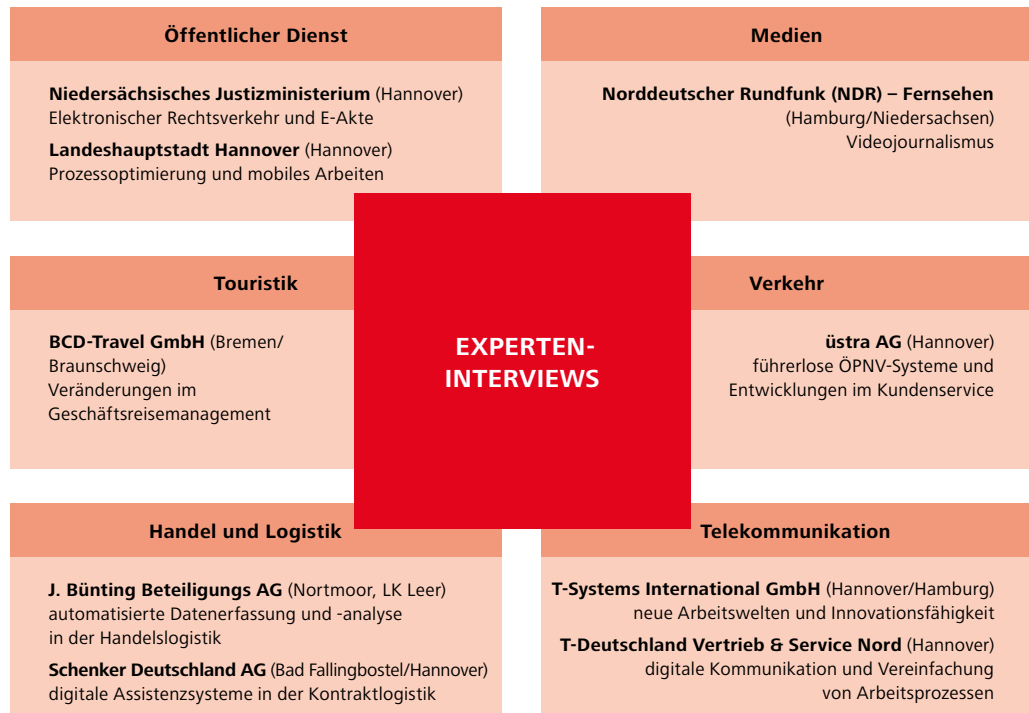 Öffentlicher Dienst
Niedersächsisches Justizministerium (Hannover)
Elektronischer Rechtsverkehr und E-Akte
Landeshauptstadt Hannover (Hannover)
Prozessoptimierung und mobiles Arbeiten
Medien
Norddeutscher Rundfunk (NDR) – Fernsehen
(Hamburg/Niedersachsen)
Videojournalismus
Touristik
BCD-Travel GmbH (Bremen/
Braunschweig)
Veränderungen im
Geschäftsreisemanagement
EXPERTEN-
INTERVIEWS
Verkehr
üstra AG (Hannover)
führerlose ÖPNV-Systeme und
Entwicklungen im Kundenservice
Handel und Logistik
J. Bünting Beteiligungs AG (Nortmoor, LK Leer)
automatisierte Datenerfassung und -analyse
in der Handelslogistik
Schenker Deutschland AG (Bad Fallingbostel/Hannover)
digitale Assistenzsysteme in der Kontraktlogistik
Telekommunikation
T-Systems International GmbH (Hannover/Hamburg)
neue Arbeitswelten und Innovationsfähigkeit
T-Deutschland Vertrieb & Service Nord (Hannover)
digitale Kommunikation und Vereinfachung
von Arbeitsprozessen